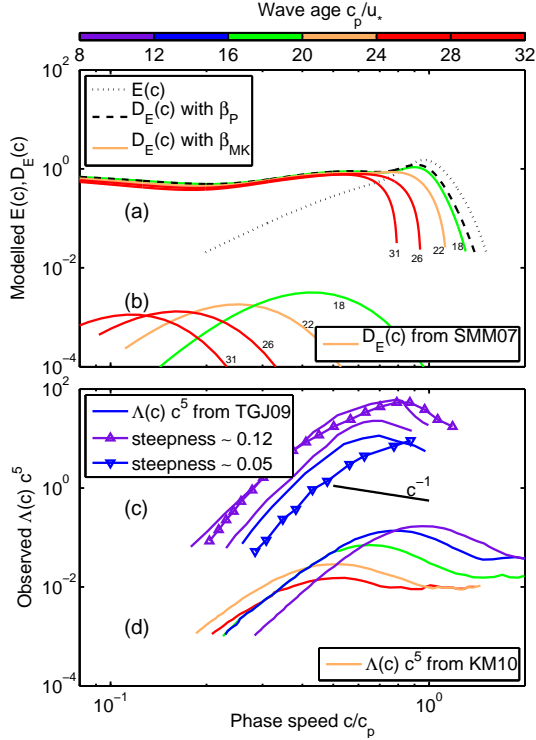 Wave age c_p/u_*
8 12 16 20 24 28 32
10^2
E(c)
D_E(c) with β_P
D_E(c) with β_MK
10^0
(a)
31 26 22 18
10^−2
(b)
18
22
26
31
D_E(c) from SMM07
10^−4
Modelled E(c),D_E(c)
10^2
Λ(c) c^5 from TGJ09
steepness ~ 0.12
steepness ~ 0.05
10^0
(c)
c^−1
10^−2
(d)
Λ(c) c^5 from KM10
10^−4
Observed Λ(c) c^5
10^−1 10^0
Phase speed c/c_p